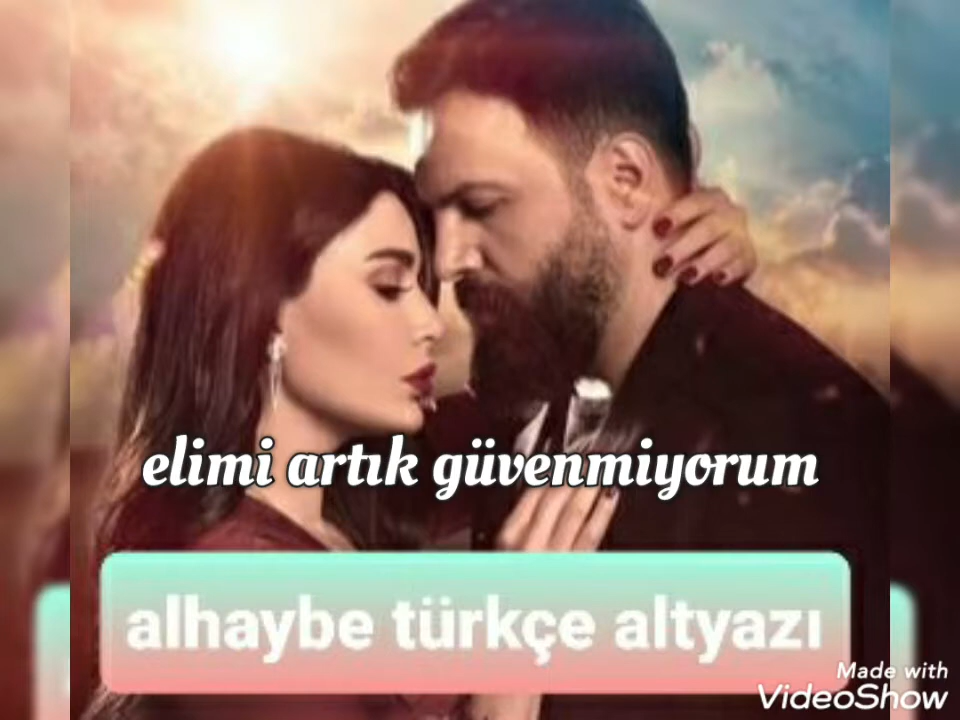 elimi artık güvenmiyorum
alhaybe türkçe altyazı
Made with
VideoShow